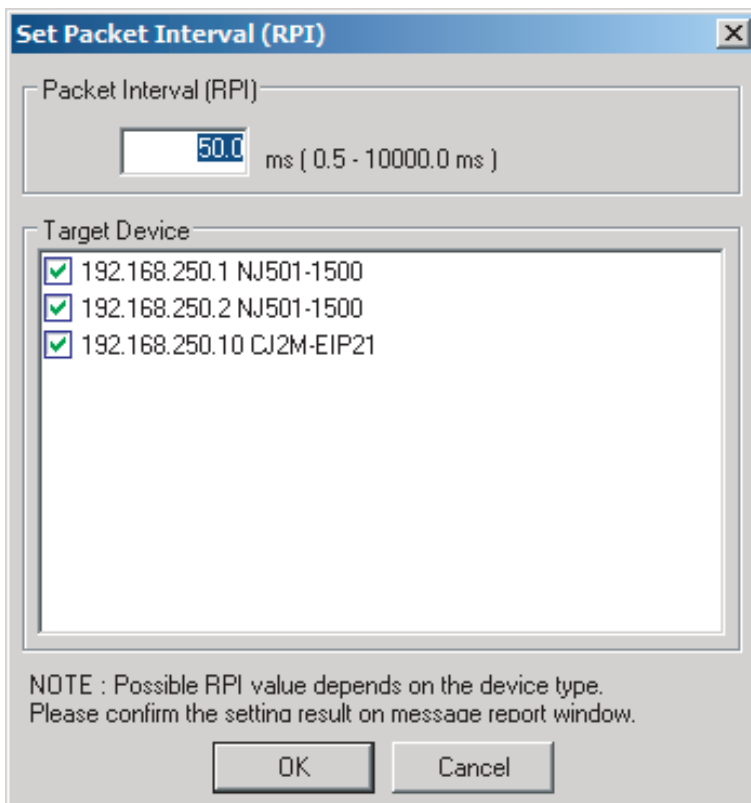 Set Packet Interval (RPI)
Packet Interval (RPI)
50.0 ms ( 0.5 - 10000.0 ms )
Target Device
192.168.250.1 NJ501-1500
192.168.250.2 NJ501-1500
192.168.250.10 CJ2M-EIP21
NOTE : Possible RPI value depends on the device type.
Please confirm the setting result on message report window.
OK Cancel